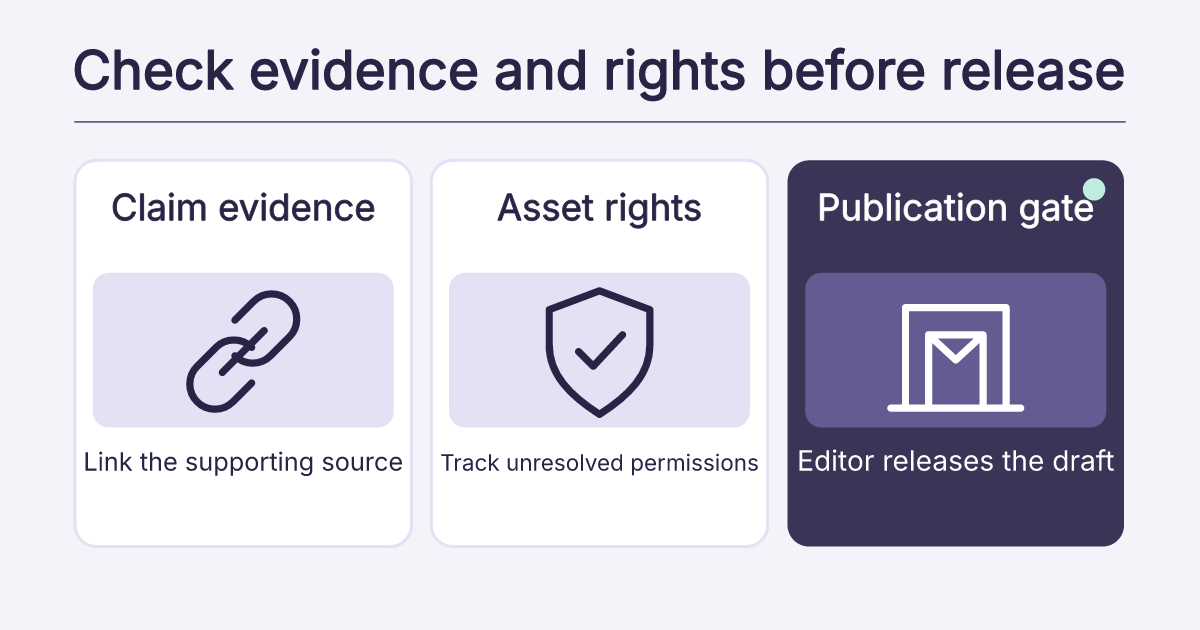 Check evidence and rights before release
Claim evidence
Link the supporting source
Asset rights
Track unresolved permissions
Publication gate
Editor releases the draft